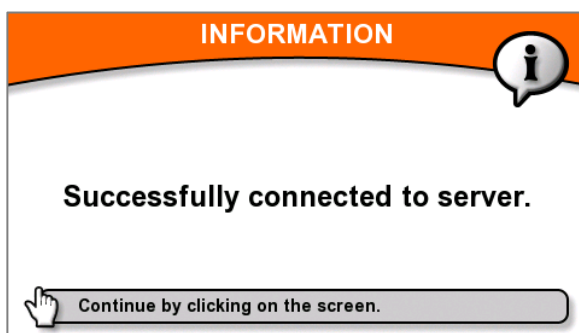 INFORMATION
Successfully connected to server.
Continue by clicking on the screen.